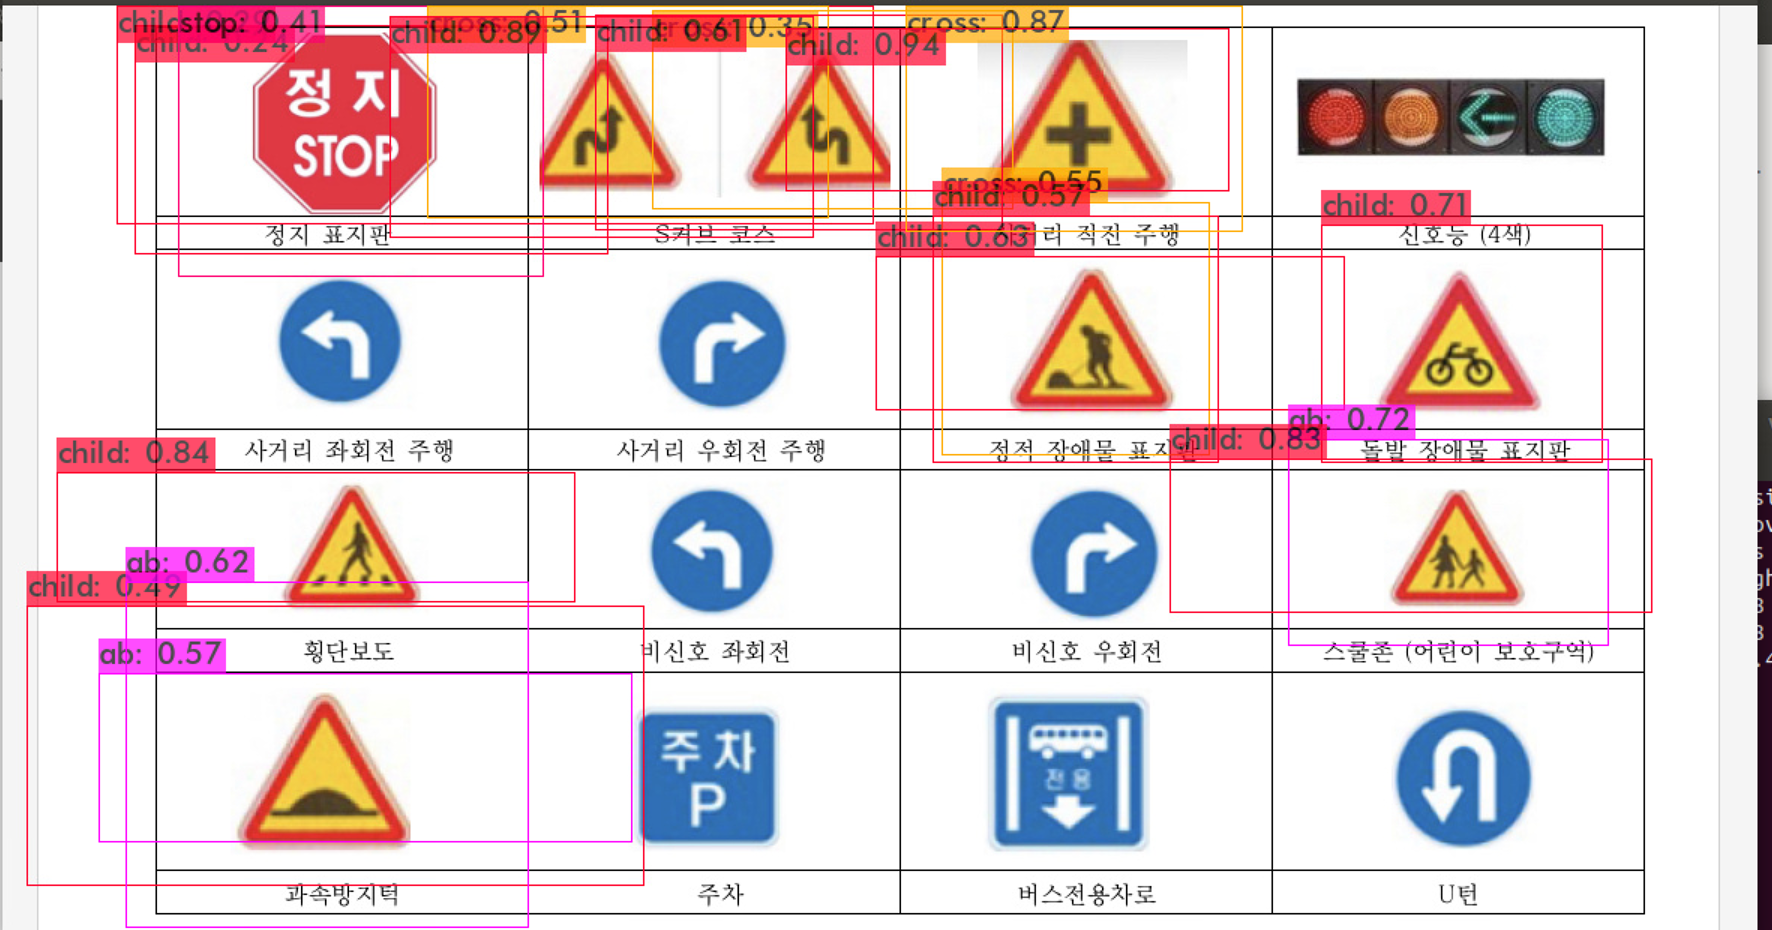 child: 0.29
stop: 0.41
child: 0.24
child: 0.89
cross: 0.51
child: 0.61
cross: 0.35
child: 0.94
cross: 0.87
정지
STOP
cross: 0.55
child: 0.57
child: 0.63
child: 0.71
정지 표지판
S커브 코스
리 직진 주행
신호등 (4색)
ab: 0.72
child: 0.83
child: 0.84
사거리 좌회전 주행
사거리 우회전 주행
정적 장애물 표지판
돌발 장애물 표지판
ab: 0.62
child: 0.49
ab: 0.57
횡단보도
비신호 좌회전
비신호 우회전
스쿨존 (어린이 보호구역)
주차
P
전용
과속방지턱
주차
버스전용차로
U턴